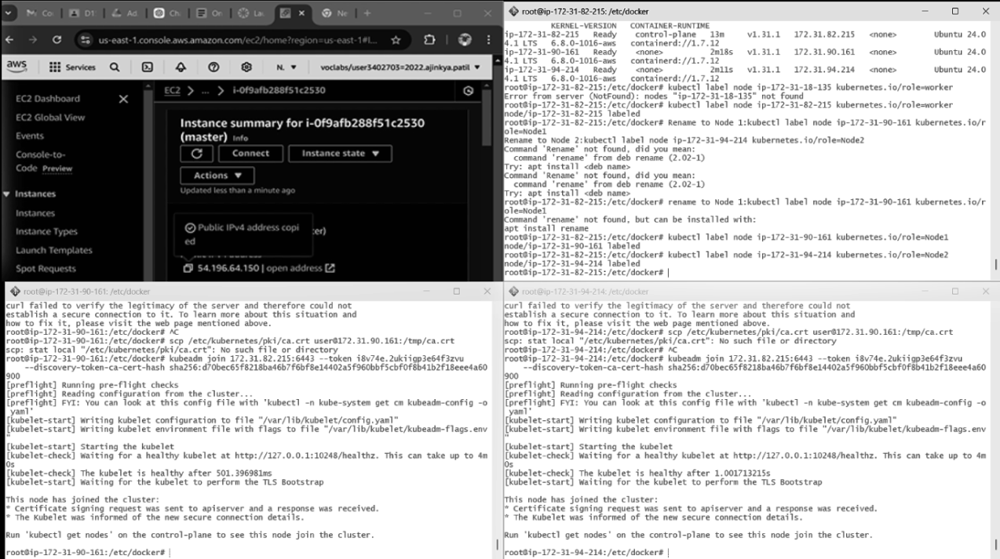 Co
D1
Ad
Ch
On
La
Ne
us-east-1.console.aws.amazon.com/ec2/home?region=us-east-1#I...
aws
Services
N.
voclabs/user3402703=2022.ajinkya.patil
EC2 Dashboard
EC2 Global View
Events
Console-to-
Code Preview
Instances
Instances
Instance Types
Launch Templates
Spot Requests
EC2 > ... > i-0f9afb288f51c2530
Instance summary for i-0f9afb288f51c2530
(master) Info
Connect
Instance state
Actions
Updated less than a minute ago
Public IPv4 address copi
ed
54.196.64.150 | open address
root@ip-172-31-82-215: /etc/docker
KERNEL-VERSION CONTAINER-RUNTIME
ip-172-31-82-215 Ready control-plane 13m v1.31.1 172.31.82.215 <none> Ubuntu 24.0
4.1 LTS 6.8.0-1016-aws containerd://1.7.12
ip-172-31-90-161 Ready <none> 2m18s v1.31.1 172.31.90.161 <none> Ubuntu 24.0
4.1 LTS 6.8.0-1016-aws containerd://1.7.12
ip-172-31-94-214 Ready <none> 2m11s v1.31.1 172.31.94.214 <none> Ubuntu 24.0
4.1 LTS 6.8.0-1016-aws containerd://1.7.12
root@ip-172-31-82-215:/etc/docker# kubectl label node ip-172-31-18-135 kubernetes.io/role=worker
Error from server (NotFound): nodes "ip-172-31-18-135" not found
root@ip-172-31-82-215:/etc/docker# kubectl label node ip-172-31-82-215 kubernetes.io/role=worker
node/ip-172-31-82-215 labeled
root@ip-172-31-82-215:/etc/docker# Rename to Node 1:kubectl label node ip-172-31-90-161 kubernetes.io/r
ole=Node1
Rename to Node 2:kubectl label node ip-172-31-94-214 kubernetes.io/role=Node2
Command 'Rename' not found, did you mean:
command 'rename' from deb rename (2.02-1)
Try: apt install <deb name>
Command 'Rename' not found, did you mean:
command 'rename' from deb rename (2.02-1)
Try: apt install <deb name>
root@ip-172-31-82-215:/etc/docker# rename to Node 1:kubectl label node ip-172-31-90-161 kubernetes.io/r
ole=Node1
Command 'rename' not found, but can be installed with:
apt install rename
root@ip-172-31-82-215:/etc/docker# kubectl label node ip-172-31-90-161 kubernetes.io/role=Node1
node/ip-172-31-90-161 labeled
root@ip-172-31-82-215:/etc/docker# kubectl label node ip-172-31-94-214 kubernetes.io/role=Node2
node/ip-172-31-94-214 labeled
root@ip-172-31-82-215:/etc/docker#
root@ip-172-31-90-161: /etc/docker
curl failed to verify the legitimacy of the server and therefore could not
establish a secure connection to it. To learn more about this situation and
how to fix it, please visit the web page mentioned above.
root@ip-172-31-90-161:/etc/docker# ^C
root@ip-172-31-90-161:/etc/docker# scp /etc/kubernetes/pki/ca.crt user@172.31.90.161:/tmp/ca.crt
scp: stat local "/etc/kubernetes/pki/ca.crt": No such file or directory
root@ip-172-31-90-161:/etc/docker# kubeadm join 172.31.82.215:6443 --token i8v74e.2ukiigp3e64f3zvu
--discovery-token-ca-cert-hash sha256:d70bec65f8218ba46b7f6bf8e14402a5f960bbf5cbf0f8b41b2f18eee4a60
900
[preflight] Running pre-flight checks
[preflight] Reading configuration from the cluster...
[preflight] FYI: You can look at this config file with 'kubectl -n kube-system get cm kubeadm-config -o
yaml'
[kubelet-start] Writing kubelet configuration to file "/var/lib/kubelet/config.yaml"
[kubelet-start] Writing kubelet environment file with flags to file "/var/lib/kubelet/kubeadm-flags.env
"
[kubelet-start] Starting the kubelet
[kubelet-check] Waiting for a healthy kubelet at http://127.0.0.1:10248/healthz. This can take up to 4m
0s
[kubelet-check] The kubelet is healthy after 501.396981ms
[kubelet-start] Waiting for the kubelet to perform the TLS Bootstrap
This node has joined the cluster:
* Certificate signing request was sent to apiserver and a response was received.
* The Kubelet was informed of the new secure connection details.
Run 'kubectl get nodes' on the control-plane to see this node join the cluster.
root@ip-172-31-90-161:/etc/docker#
root@ip-172-31-94-214: /etc/docker
curl failed to verify the legitimacy of the server and therefore could not
establish a secure connection to it. To learn more about this situation and
how to fix it, please visit the web page mentioned above.
root@ip-172-31-94-214:/etc/docker# scp /etc/kubernetes/pki/ca.crt user@172.31.90.161:/tmp/ca.crt
scp: stat local "/etc/kubernetes/pki/ca.crt": No such file or directory
root@ip-172-31-94-214:/etc/docker# ^C
root@ip-172-31-94-214:/etc/docker# kubeadm join 172.31.82.215:6443 --token i8v74e.2ukiigp3e64f3zvu
--discovery-token-ca-cert-hash sha256:d70bec65f8218ba46b7f6bf8e14402a5f960bbf5cbf0f8b41b2f18eee4a60
900
[preflight] Running pre-flight checks
[preflight] Reading configuration from the cluster...
[preflight] FYI: You can look at this config file with 'kubectl -n kube-system get cm kubeadm-config -o
yaml'
[kubelet-start] Writing kubelet configuration to file "/var/lib/kubelet/config.yaml"
[kubelet-start] Writing kubelet environment file with flags to file "/var/lib/kubelet/kubeadm-flags.env
"
[kubelet-start] Starting the kubelet
[kubelet-check] Waiting for a healthy kubelet at http://127.0.0.1:10248/healthz. This can take up to 4m
0s
[kubelet-check] The kubelet is healthy after 1.001713215s
[kubelet-start] Waiting for the kubelet to perform the TLS Bootstrap
This node has joined the cluster:
* Certificate signing request was sent to apiserver and a response was received.
* The Kubelet was informed of the new secure connection details.
Run 'kubectl get nodes' on the control-plane to see this node join the cluster.
root@ip-172-31-94-214:/etc/docker#